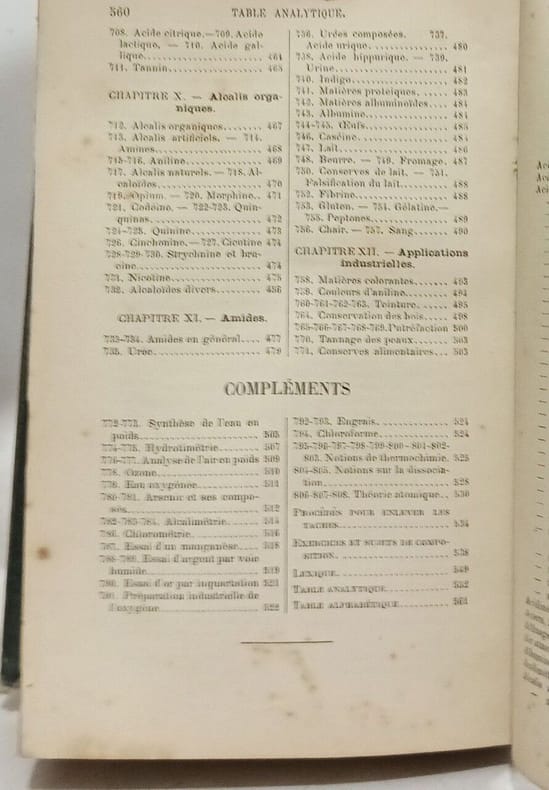 560 TABLE ANALYTIQUE.
708. Acide citrique.—709. Acide
lactique. — 710. Acide gal-
lique.................. 464
711. Tannin.................. 465
CHAPITRE X. — Alcalis orga-
niques.
712. Alcalis organiques........ 467
713. Alcalis artificiels. — 714.
Amines.................. 468
715-716. Aniline.............. 469
717. Alcalis naturels. — 718. Al-
caloïdes.................. 470
719. Opium. — 720. Morphine.. 471
721. Codéine. — 722-723. Quin-
quinas.................. 472
724-725. Quinine.............. 473
726. Cinchonine.— 727. Cicutine 474
728-729-730. Strychnine et bru-
cine.................. 474
731. Nicotine.................. 475
732. Alcaloïdes divers.......... 456
CHAPITRE XI. — Amides.
733-734. Amides en général.... 477
735. Urée.................. 479
736. Urées composées. 737.
Acide urique.............. 480
738. Acide hippurique. — 739.
Urine.................. 481
740. Indigo.................. 482
741. Matières protéiques...... 483
742. Matières albuminoïdes.... 484
743. Albumine................ 484
744-745. Œufs................ 485
746. Caséine.................. 484
747. Lait.................. 486
748. Beurre. — 749. Fromage. 487
750. Conserves de lait. — 751.
Falsification du lait........ 488
752. Fibrine.................. 488
753. Gluten. — 754. Gélatine.—
755. Peptones.............. 489
756. Chair. — 757. Sang........ 490
CHAPITRE XII. — Applications
industrielles.
758. Matières colorantes........ 493
759. Couleurs d'aniline........ 494
760-761-762-763. Teinture.... 495
764. Conservation des bois...... 498
765-766-767-768-769. Putréfaction 500
770. Tannage des peaux........ 503
771. Conserves alimentaires... 503
COMPLÉMENTS
772-773. Synthèse de l'eau en
poids.................. 505
774-775. Hydrotimétrie........ 507
776-777. Analyse de l'air en poids 509
778. Ozone.................. 510
779. Eau oxygénée............ 511
780-781. Arsenic et ses compo-
sés.................. 512
782-783-784. Alcalimétrie...... 514
786. Chlorométrie............ 516
787. Essai d'un manganèse...... 518
788-789. Essai d'argent par voie
humide.................. 519
790. Essai d'or par inquartation 521
791. Préparation industrielle de
l'oxygène................ 522
792-793. Engrais.............. 524
794. Chloroforme.............. 524
795-796-797-798-799-800-801-802-
803. Notions de thermochimie. 525
804-805. Notions sur la dissocia-
tion.................. 528
806-807-808. Théorie atomique.. 530
PROCÉDÉS POUR ENLEVER LES
TACHES.................. 534
EXERCICES ET SUJETS DE COMPO-
SITION.................. 538
LEXIQUE.................. 549
TABLE ANALYTIQUE.......... 552
TABLE ALPHABÉTIQUE........ 561